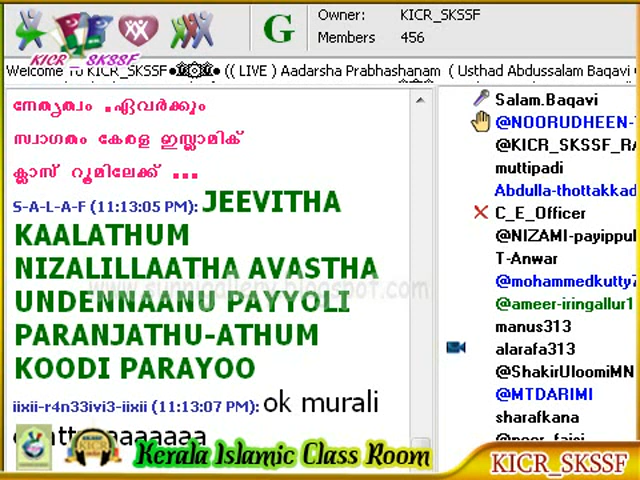 Owner: KICR_SKSSF
G
Members 456
KICR_SKSSF
Welcome To KICR_SKSSF (( LIVE ) Aadarsha Prabhashanam ( Usthad Abdussalam Baqavi
നേതൃത്വം .ഏവർക്കും
സ്വാഗതം കേരള ഇസ്ലാമിക്
ക്ലാസ് റൂമിലേക്ക് ...
S-A-L-A-F (11:13:05 PM): JEEVITHA
KAALATHUM
NIZALILLAATHA AVASTHA
UNDENNAANU PAYYOLI
PARANJATHU-ATHUM
KOODI PARAYOO
iixii-r4n33ivi3-iixii (11:13:07 PM): ok murali
Salam.Baqavi
@NOORUDHEEN-
@KICR_SKSSF_RA
muttipadi
Abdulla-thottakkad
C_E_Officer
@NIZAMI-payippul
T-Anwar
@mohammedkutty7
@ameer-iringallur1
manus313
alarafa313
@ShakirUloomiMN
@MTDARIMI
sharafkana
@noor_faisi
Kerala Islamic Class Room
KICR_SKSSF